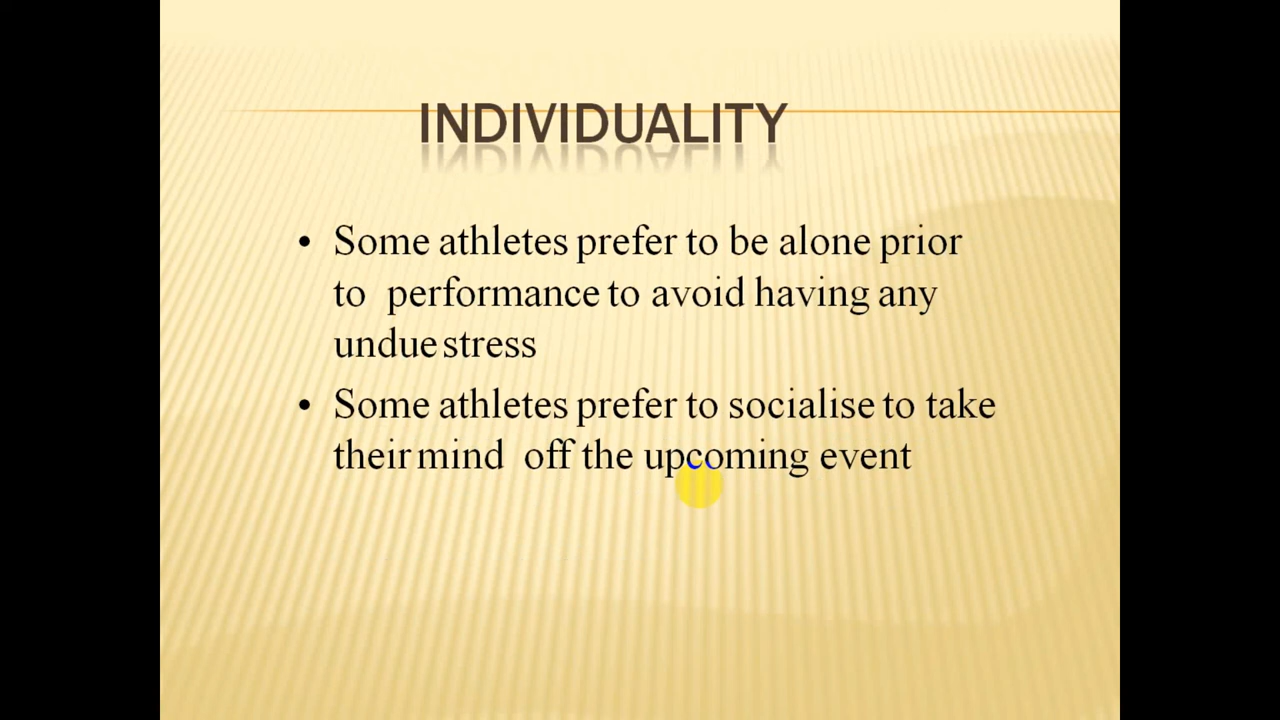 INDIVIDUALITY
• Some athletes prefer to be alone prior
to performance to avoid having any
undue stress
• Some athletes prefer to socialise to take
their mind off the upcoming event